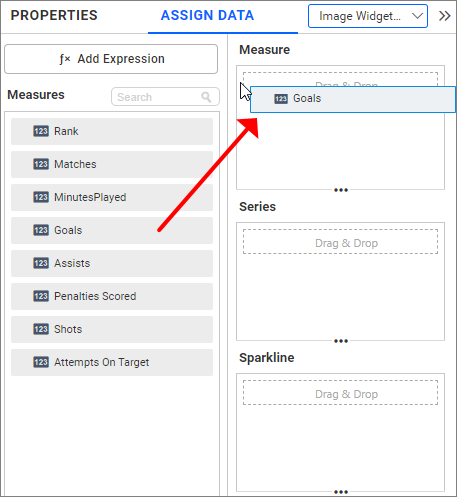 PROPERTIES
ASSIGN DATA
Image Widget...
ƒ× Add Expression
Measures
Search
123 Rank
123 Matches
123 MinutesPlayed
123 Goals
123 Assists
123 Penalties Scored
123 Shots
123 Attempts On Target
Measure
Drag & Drop
123 Goals
Series
Drag & Drop
Sparkline
Drag & Drop